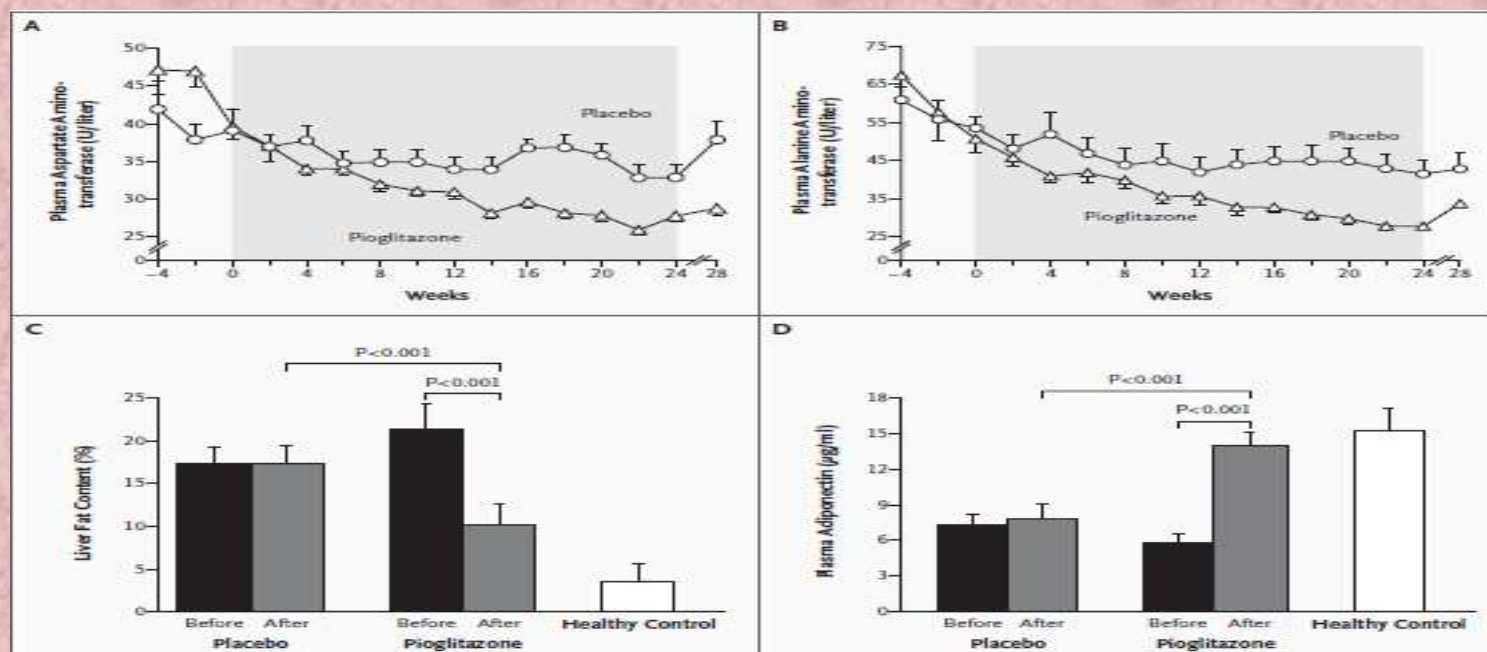 A
Plasma Aspartate Amino-
transferase (U/liter)
50
45
40
35
30
25
0
Placebo
Pioglitazone
−4 0 4 8 12 16 20 24 28
Weeks
B
Plasma Alanine Amino-
transferase (U/liter)
75
65
55
45
35
25
0
Placebo
Pioglitazone
−4 0 4 8 12 16 20 24 28
Weeks
C
Liver Fat Content (%)
P<0.001
P<0.001
25
20
15
10
5
0
Before After Before After Healthy Control
Placebo Pioglitazone
D
Plasma Adiponectin (µg/ml)
P<0.001
P<0.001
18
15
12
9
6
3
0
Before After Before After Healthy Control
Placebo Pioglitazone